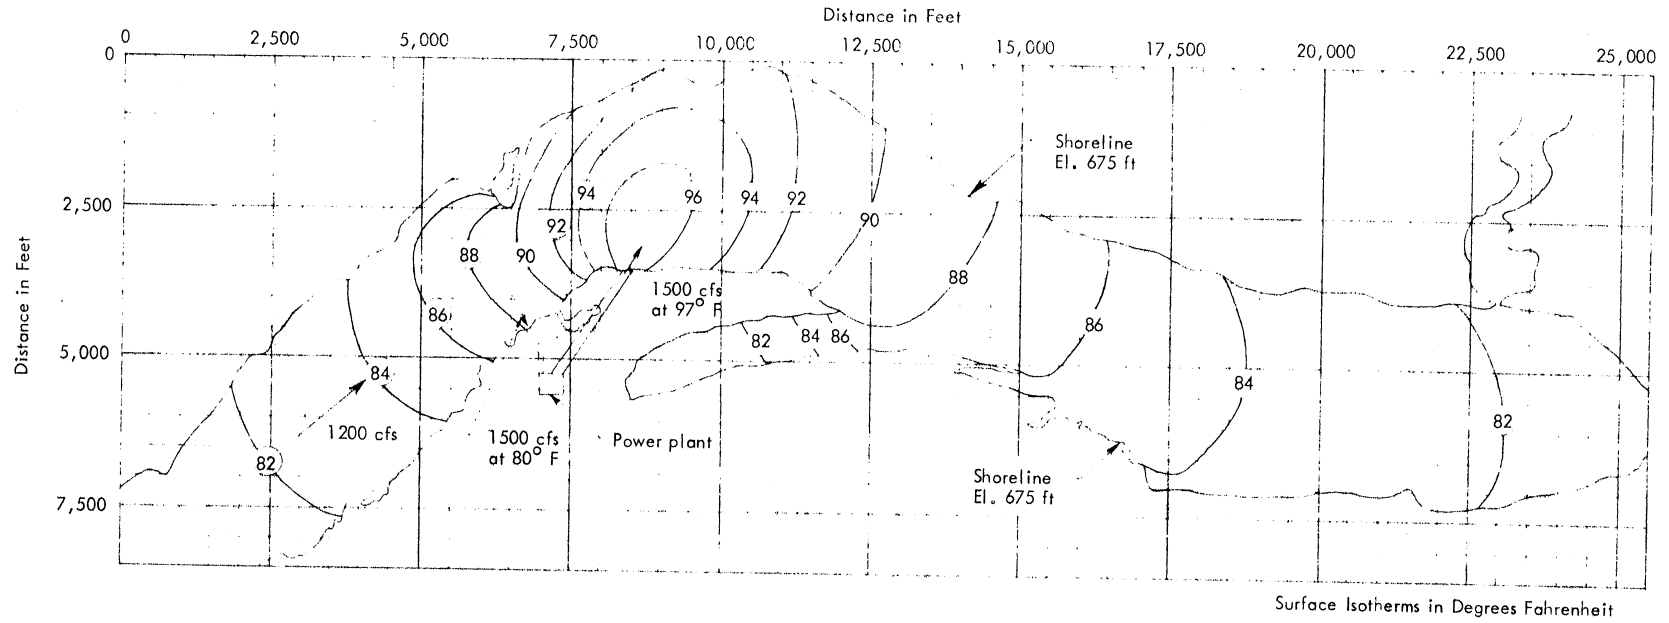 Distance in Feet
0 2,500 5,000 7,500 10,000 12,500 15,000 17,500 20,000 22,500 25,000
0
Shoreline
El. 675 ft
94 96 94 92
2,500
92 90
88 90
88
Distance in Feet
1500 cfs
at 97° F
86 86
82 84 86
5,000
84 84
82
1200 cfs
1500 cfs
at 80° F
Power plant
82
Shoreline
El. 675 ft
7,500
Surface Isotherms in Degrees Fahrenheit